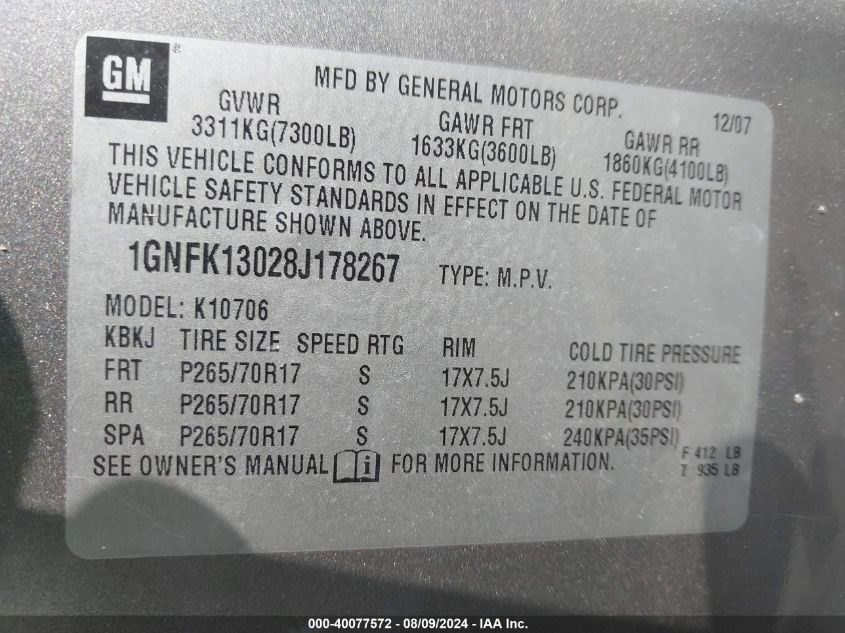 GM®
MFD BY GENERAL MOTORS CORP. 12/07
GVWR GAWR FRT GAWR RR
3311KG(7300LB) 1633KG(3600LB) 1860KG(4100LB)
THIS VEHICLE CONFORMS TO ALL APPLICABLE U.S. FEDERAL MOTOR
VEHICLE SAFETY STANDARDS IN EFFECT ON THE DATE OF
MANUFACTURE SHOWN ABOVE.
1GNFK13028J178267 TYPE: M.P.V.
MODEL: K10706
KBKJ TIRE SIZE SPEED RTG RIM COLD TIRE PRESSURE
FRT P265/70R17 S 17X7.5J 210KPA(30PSI)
RR P265/70R17 S 17X7.5J 210KPA(30PSI)
SPA P265/70R17 S 17X7.5J 240KPA(35PSI)
F 412 LB
SEE OWNER'S MANUAL i FOR MORE INFORMATION.
T 935 LB
000-40077572 - 08/09/2024 - IAA Inc.